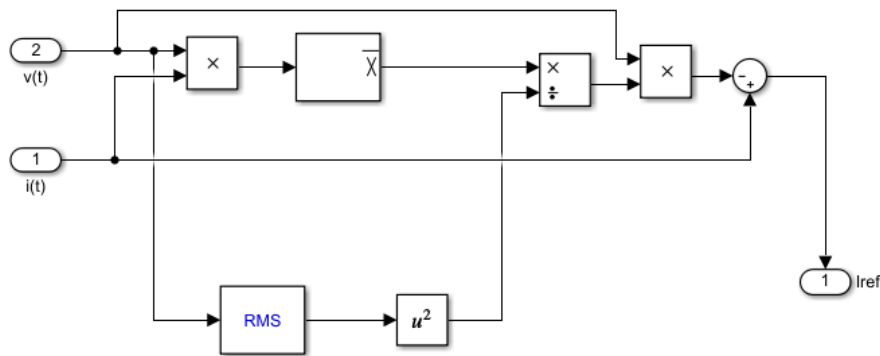 2
v(t)
×
X̄
×
÷
×
-
+
1
i(t)
1
Iref
RMS
u²